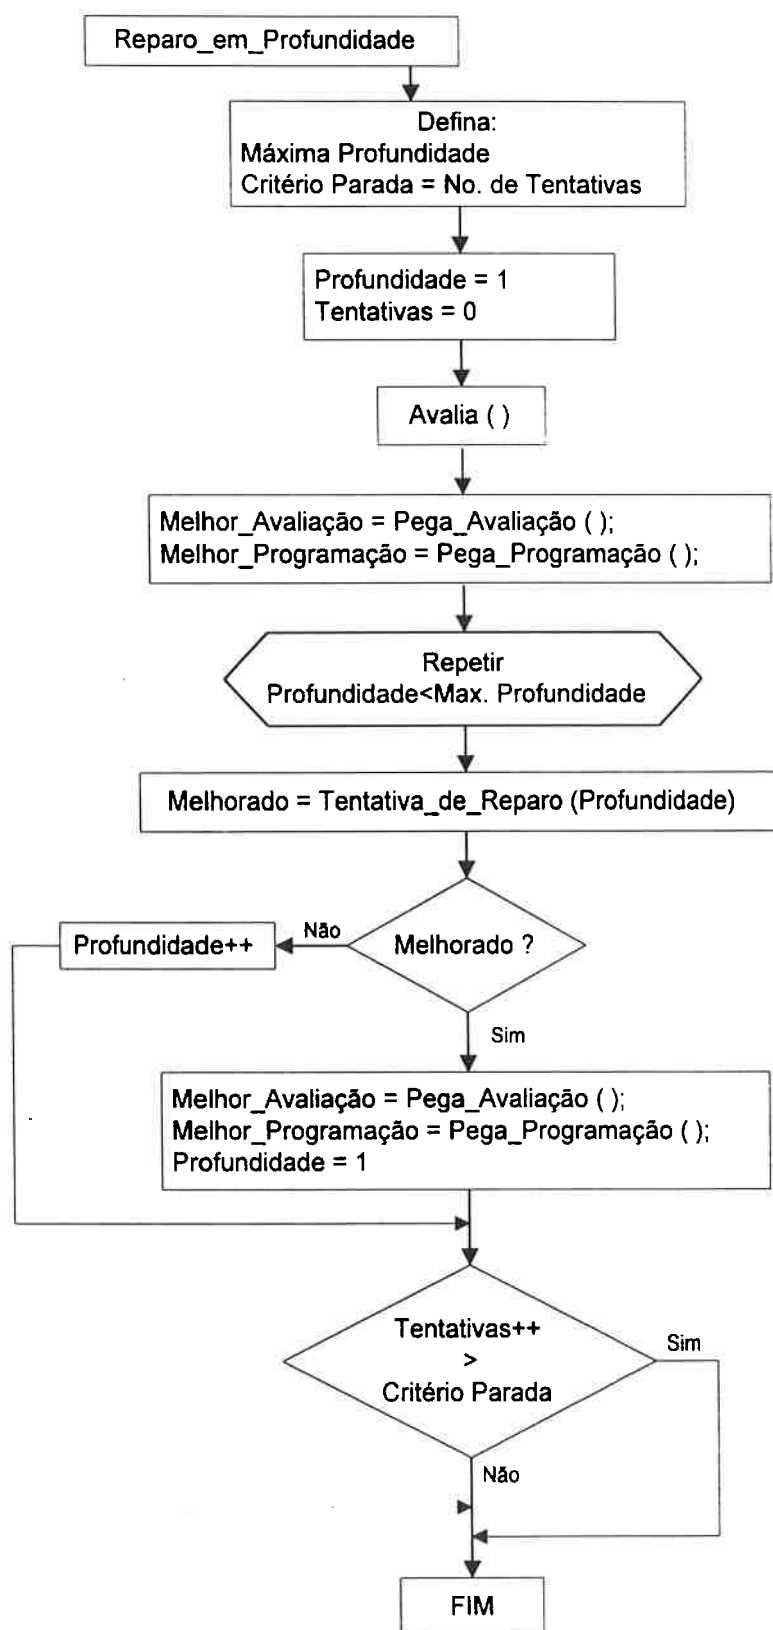 Reparo_em_Profundidade
Defina:
Máxima Profundidade
Critério Parada = No. de Tentativas
Profundidade = 1
Tentativas = 0
Avalia ( )
Melhor_Avaliação = Pega_Avaliação ( );
Melhor_Programação = Pega_Programação ( );
Repetir
Profundidade<Max. Profundidade
Melhorado = Tentativa_de_Reparo (Profundidade)
Profundidade++
Não
Melhorado ?
Sim
Melhor_Avaliação = Pega_Avaliação ( );
Melhor_Programação = Pega_Programação ( );
Profundidade = 1
Tentativas++
>
Critério Parada
Sim
Não
FIM